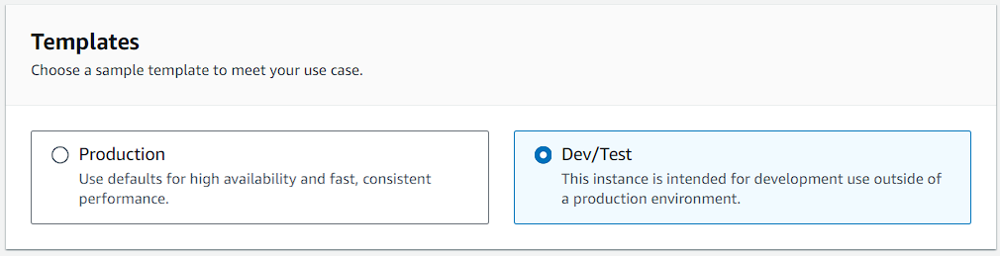 Templates
Choose a sample template to meet your use case.
Production
Use defaults for high availability and fast, consistent
performance.
Dev/Test
This instance is intended for development use outside of
a production environment.